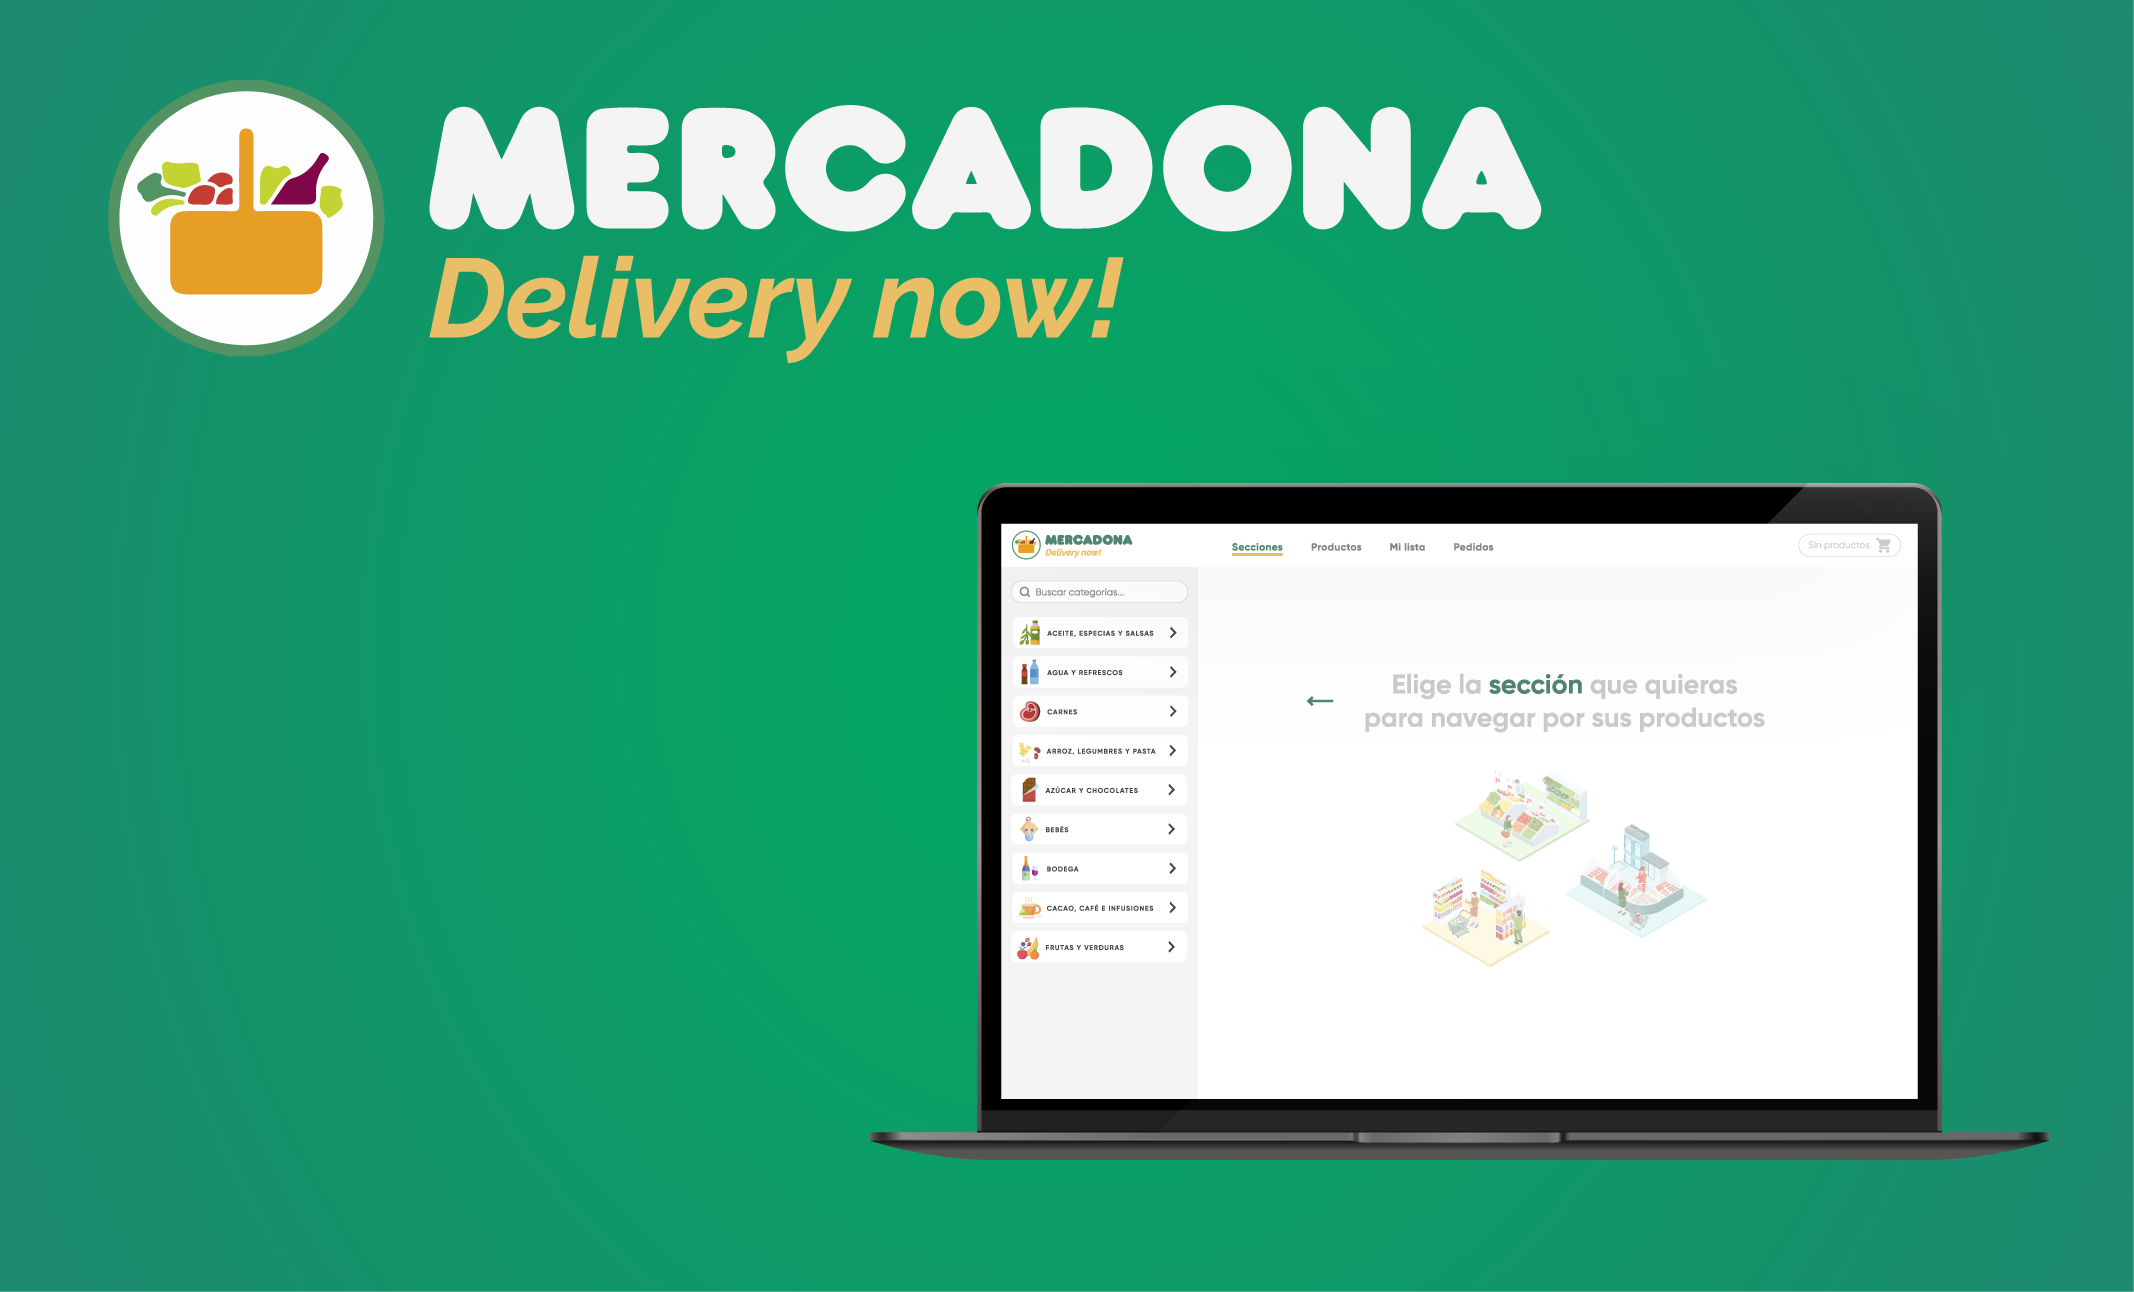 MERCADONA
Delivery now!
MERCADONA
Delivery now!
Secciones
Productos
Mi lista
Pedidos
Sin productos
Buscar categorías...
ACEITE, ESPECIAS Y SALSAS
AGUA Y REFRESCOS
CARNES
ARROZ, LEGUMBRES Y PASTA
AZÚCAR Y CHOCOLATES
BEBÉS
BODEGA
CACAO, CAFÉ E INFUSIONES
FRUTAS Y VERDURAS
Elige la sección que quieras
para navegar por sus productos